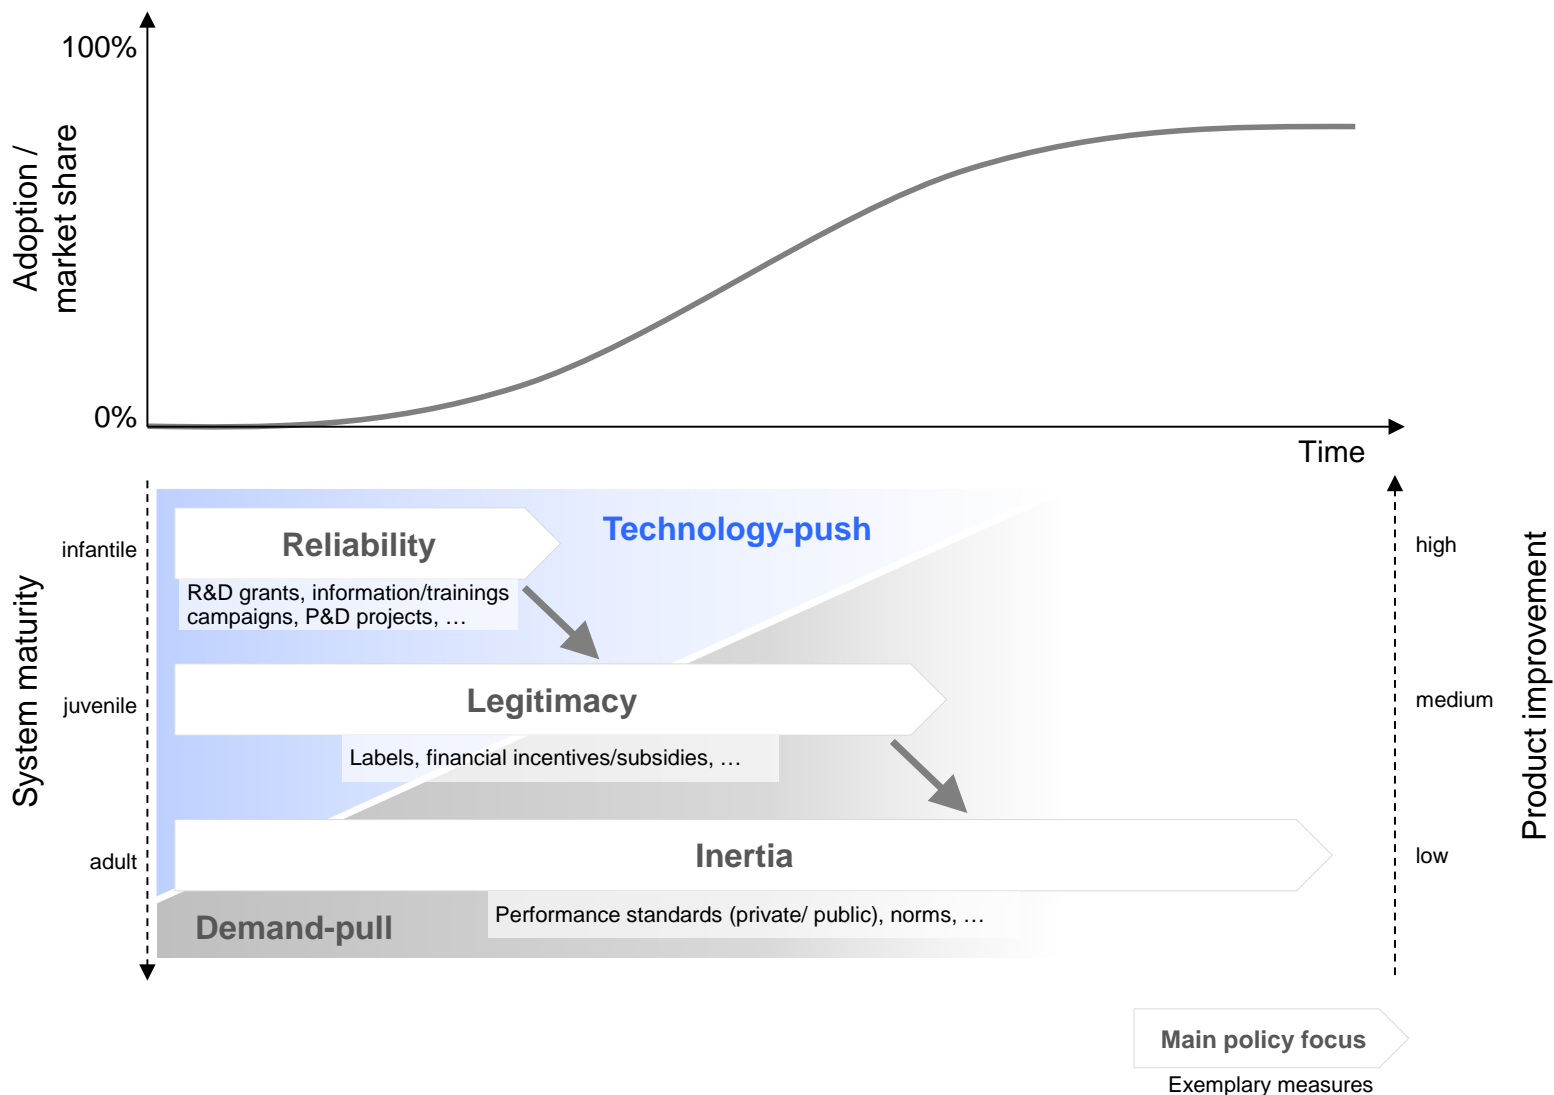 100%
Adoption /
market share
0%
Time
System maturity
infantile
juvenile
adult
Reliability
R&D grants, information/trainings
campaigns, P&D projects, …
Technology-push
Legitimacy
Labels, financial incentives/subsidies, …
Inertia
Performance standards (private/ public), norms, …
Demand-pull
high
medium
low
Product improvement
Main policy focus
Exemplary measures